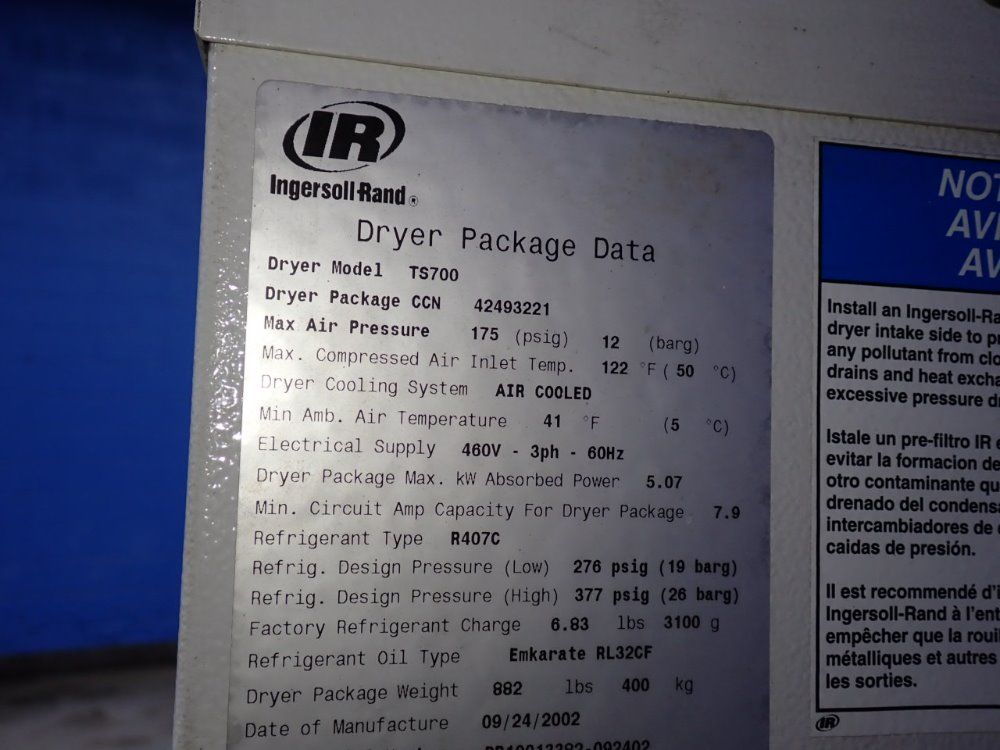 IR
Ingersoll-Rand®
Dryer Package Data
Dryer Model TS700
Dryer Package CCN 42493221
Max Air Pressure 175 (psig) 12 (barg)
Max. Compressed Air Inlet Temp. 122 °F ( 50 °C)
Dryer Cooling System AIR COOLED
Min Amb. Air Temperature 41 °F (5 °C)
Electrical Supply 460V - 3ph - 60Hz
Dryer Package Max. kW Absorbed Power 5.07
Min. Circuit Amp Capacity For Dryer Package 7.9
Refrigerant Type R407C
Refrig. Design Pressure (Low) 276 psig (19 barg)
Refrig. Design Pressure (High) 377 psig (26 barg)
Factory Refrigerant Charge 6.83 lbs 3100 g
Refrigerant Oil Type Emkarate RL32CF
Dryer Package Weight 882 lbs 400 kg
Date of Manufacture 09/24/2002
NOT
AVI
AV
Install an Ingersoll-Ra
dryer intake side to p
any pollutant from clo
drains and heat excha
excessive pressure d
Istale un pre-filtro IR
evitar la formacion de
otro contaminante qu
drenado del condensa
intercambiadores de
caidas de presión.
Il est recommendé d'i
Ingersoll-Rand à l'ent
empêcher que la rouil
métalliques et autres
les sorties.
IR